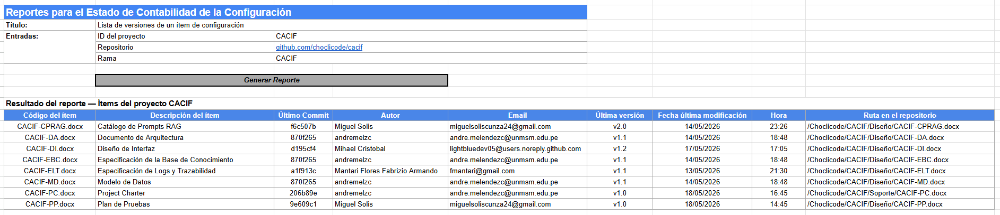 Reportes para el Estado de Contabilidad de la Configuración
Título: Lista de versiones de un ítem de configuración
Entradas: ID del proyecto CACIF
Repositorio github.com/choclicode/cacif
Rama CACIF
Generar Reporte
Resultado del reporte — Ítems del proyecto CACIF
Código del ítem Descripción del ítem Último Commit Autor Email Última versión Fecha última modificación Hora Ruta en el repositorio
CACIF-CPRAG.docx Catálogo de Prompts RAG f6c507b Miguel Solis miguelsoliscunza24@gmail.com v2.0 14/05/2026 23:26 /Choclicode/CACIF/Diseño/CACIF-CPRAG.docx
CACIF-DA.docx Documento de Arquitectura 870f265 andremelzc andre.melendezc@unmsm.edu.pe v1.1 14/05/2026 18:48 /Choclicode/CACIF/Diseño/CACIF-DA.docx
CACIF-DI.docx Diseño de Interfaz d195cf4 Mihael Cristobal lightbluedev05@users.noreply.github.com v1.2 17/05/2026 17:05 /Choclicode/CACIF/Diseño/CACIF-DI.docx
CACIF-EBC.docx Especificación de la Base de Conocimiento 870f265 andremelzc andre.melendezc@unmsm.edu.pe v1.1 14/05/2026 18:48 /Choclicode/CACIF/Diseño/CACIF-EBC.docx
CACIF-ELT.docx Especificación de Logs y Trazabilidad a1f913c Mantari Flores Fabrizio Armando fmantari@gmail.com v1.1 13/05/2026 21:30 /Choclicode/CACIF/Diseño/CACIF-ELT.docx
CACIF-MD.docx Modelo de Datos 870f265 andremelzc andre.melendezc@unmsm.edu.pe v1.1 14/05/2026 18:48 /Choclicode/CACIF/Diseño/CACIF-MD.docx
CACIF-PC.docx Project Charter 206b89e andremelzc andre.melendezc@unmsm.edu.pe v1.0 18/05/2026 16:45 /Choclicode/CACIF/Soporte/CACIF-PC.docx
CACIF-PP.docx Plan de Pruebas 9e609c1 Miguel Solis miguelsoliscunza24@gmail.com v1.0 18/05/2026 14:45 /Choclicode/CACIF/Diseño/CACIF-PP.docx